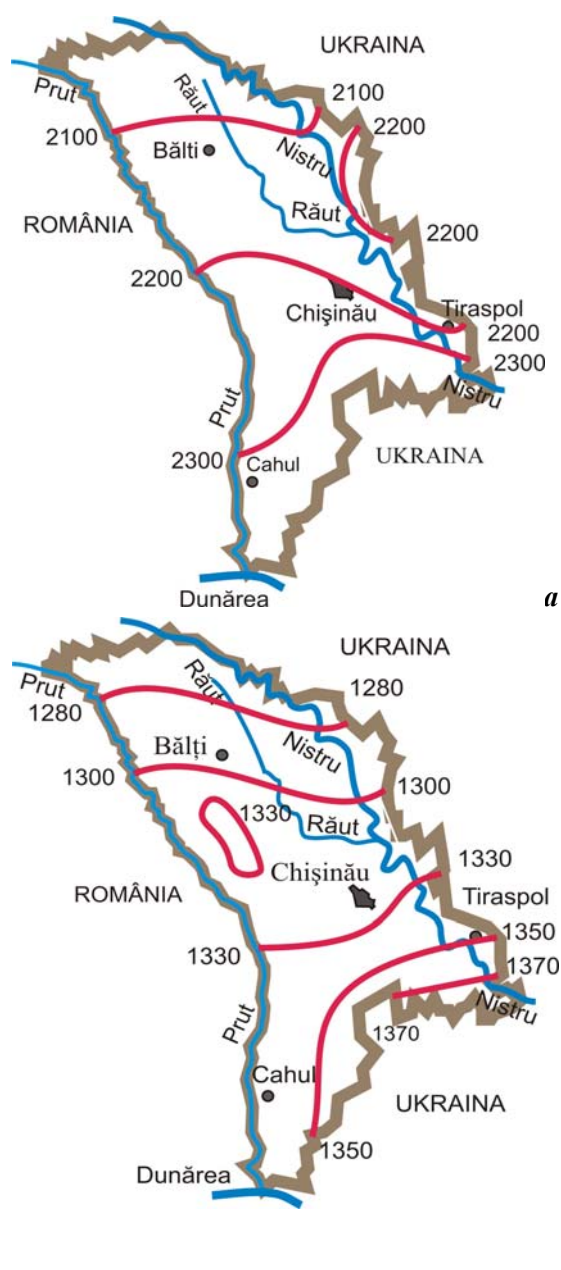 UKRAINA
Prut
Răut
2100
2100
2200
Bălti
Nistru
Răut
ROMÂNIA
2200
2200
Chişinău
Tiraspol
2200
2300
Prut
Nistru
2300
Cahul
UKRAINA
Dunărea
a
UKRAINA
Răut
Prut
1280
1280
Bălți
Nistru
1300
1300
1330
Răut
1330
Chişinău
ROMÂNIA
Tiraspol
1350
1330
1370
Nistru
Prut
1370
Cahul
UKRAINA
1350
Dunărea